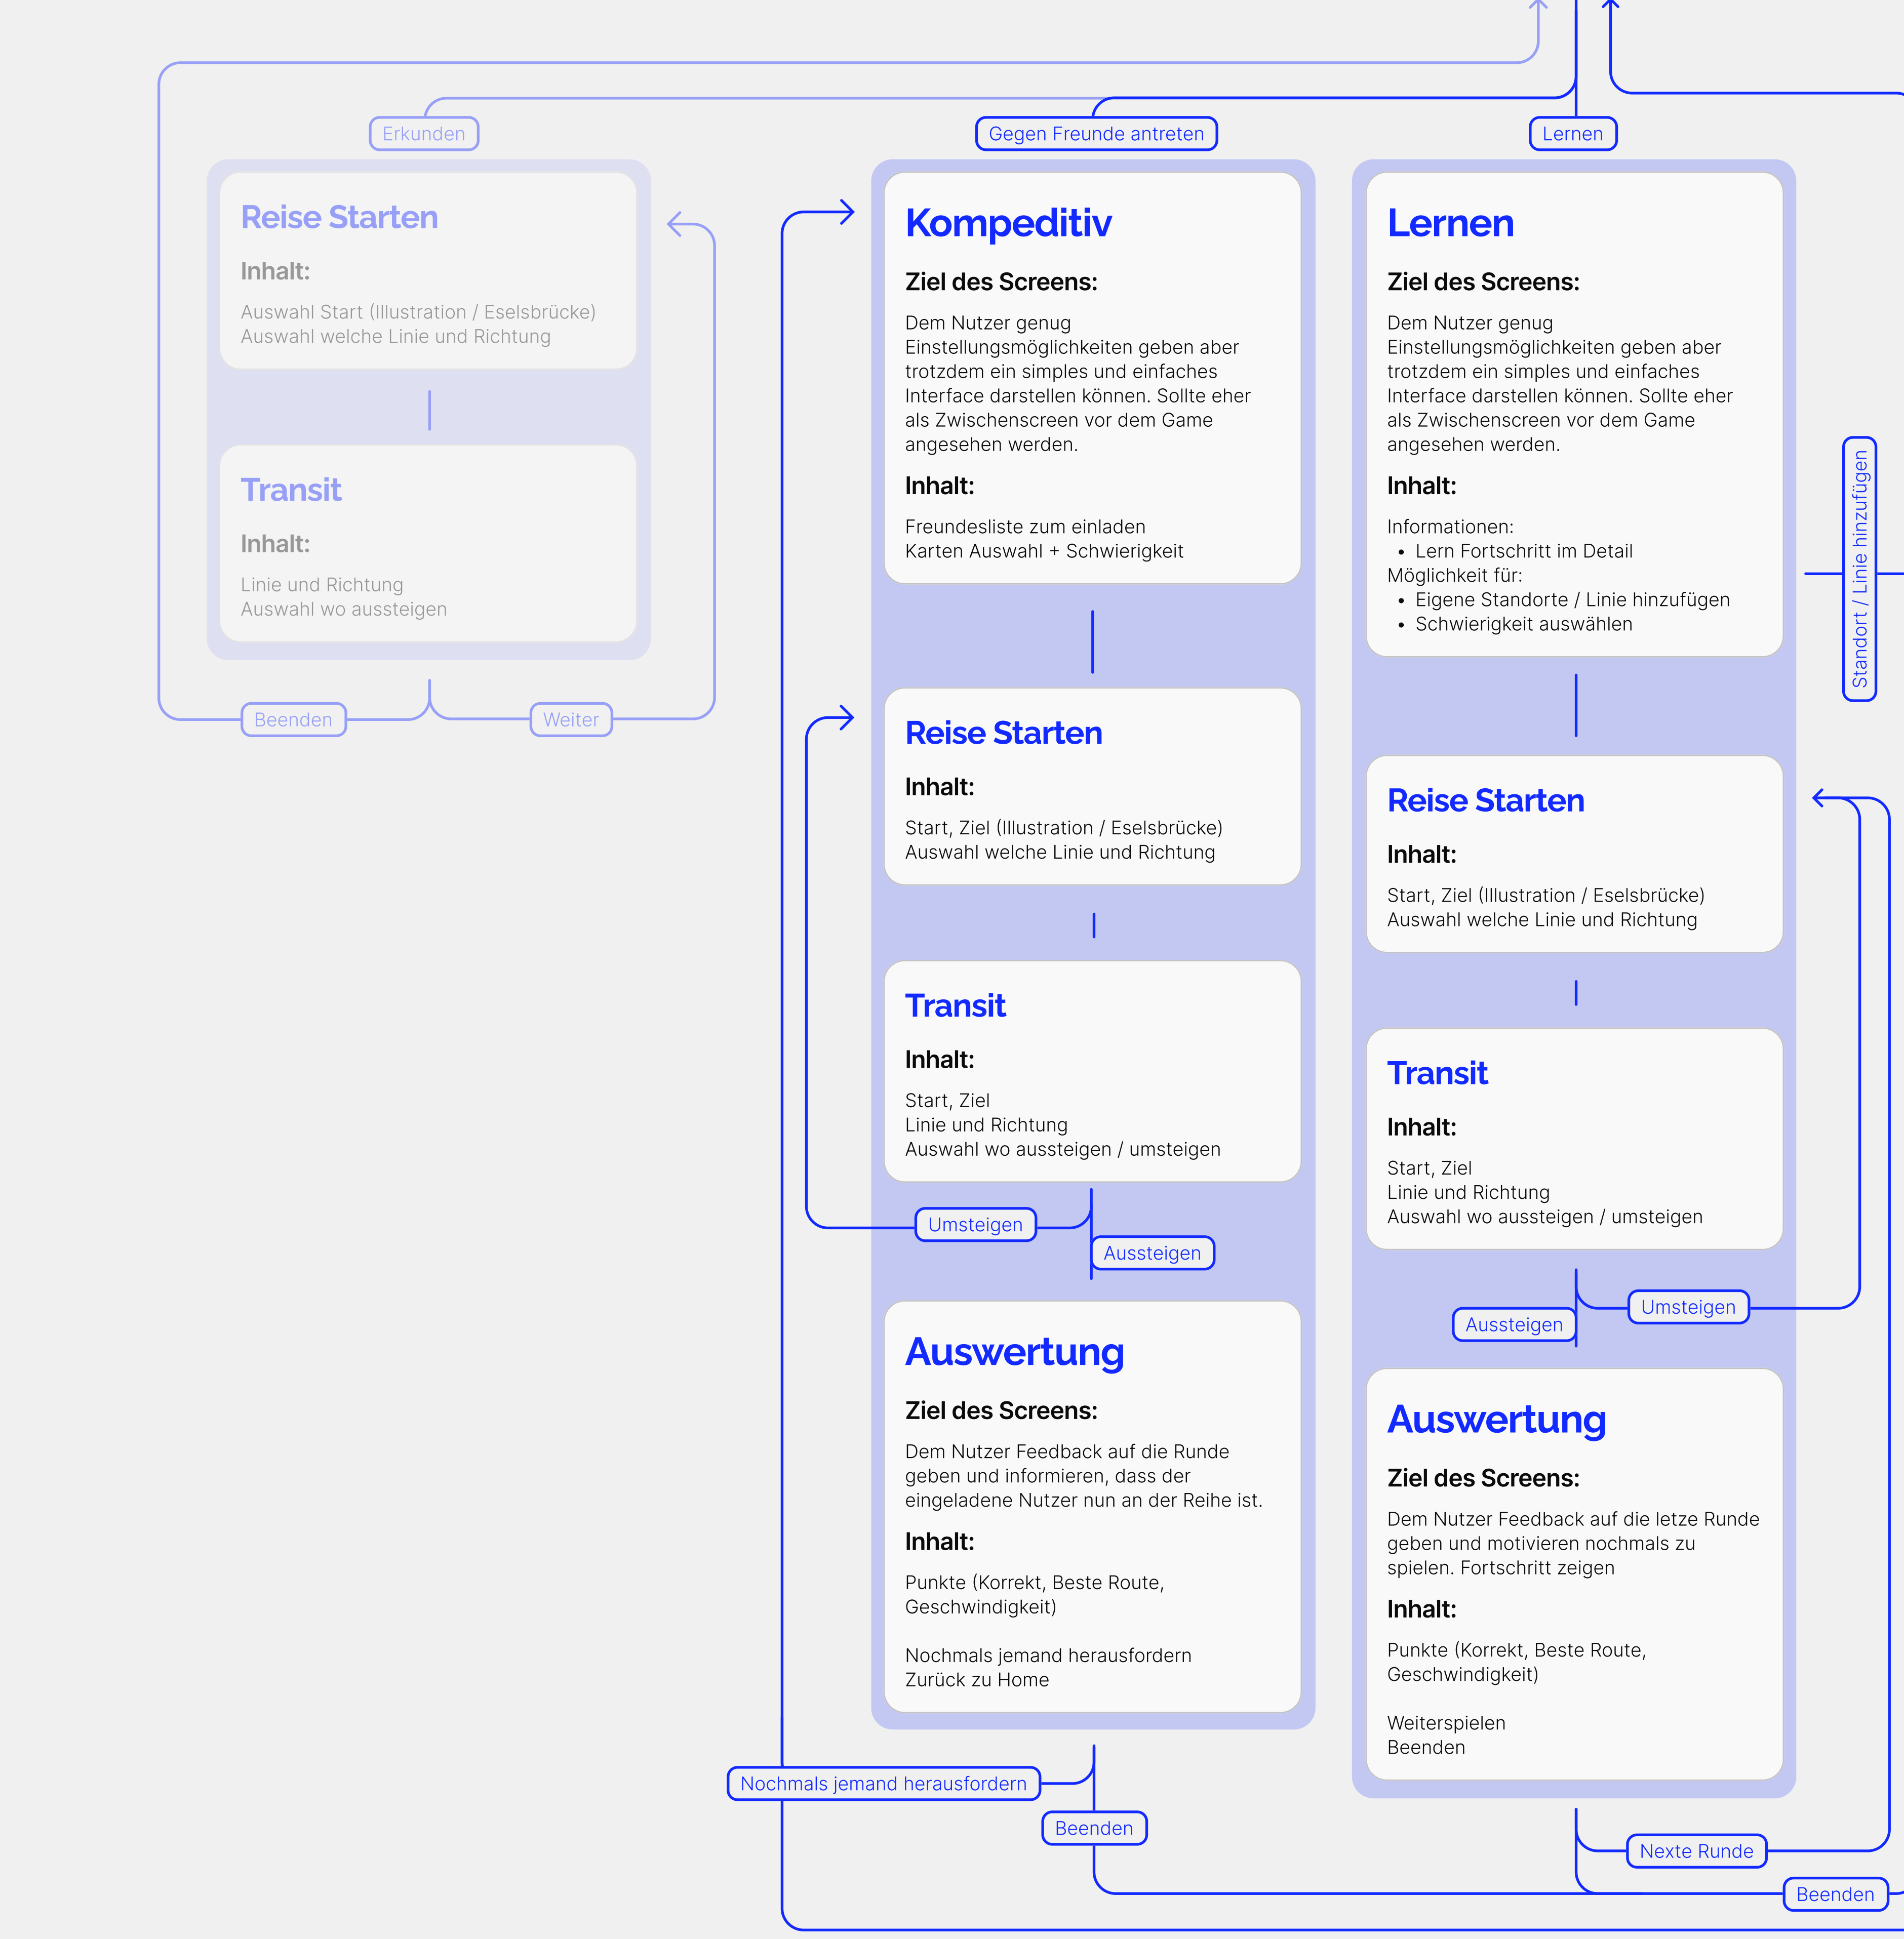 Erkunden
Reise Starten
Inhalt:
Auswahl Start (Illustration / Eselsbrücke)
Auswahl welche Linie und Richtung
Transit
Inhalt:
Linie und Richtung
Auswahl wo aussteigen
Beenden
Weiter
Gegen Freunde antreten
Kompeditiv
Ziel des Screens:
Dem Nutzer genug
Einstellungsmöglichkeiten geben aber
trotzdem ein simples und einfaches
Interface darstellen können. Sollte eher
als Zwischenscreen vor dem Game
angesehen werden.
Inhalt:
Freundesliste zum einladen
Karten Auswahl + Schwierigkeit
Reise Starten
Inhalt:
Start, Ziel (Illustration / Eselsbrücke)
Auswahl welche Linie und Richtung
Transit
Inhalt:
Start, Ziel
Linie und Richtung
Auswahl wo aussteigen / umsteigen
Umsteigen
Aussteigen
Auswertung
Ziel des Screens:
Dem Nutzer Feedback auf die Runde
geben und informieren, dass der
eingeladene Nutzer nun an der Reihe ist.
Inhalt:
Punkte (Korrekt, Beste Route,
Geschwindigkeit)
Nochmals jemand herausfordern
Zurück zu Home
Nochmals jemand herausfordern
Beenden
Lernen
Lernen
Ziel des Screens:
Dem Nutzer genug
Einstellungsmöglichkeiten geben aber
trotzdem ein simples und einfaches
Interface darstellen können. Sollte eher
als Zwischenscreen vor dem Game
angesehen werden.
Inhalt:
Informationen:
• Lern Fortschritt im Detail
Möglichkeit für:
• Eigene Standorte / Linie hinzufügen
• Schwierigkeit auswählen
Standort / Linie hinzufügen
Reise Starten
Inhalt:
Start, Ziel (Illustration / Eselsbrücke)
Auswahl welche Linie und Richtung
Transit
Inhalt:
Start, Ziel
Linie und Richtung
Auswahl wo aussteigen / umsteigen
Umsteigen
Aussteigen
Auswertung
Ziel des Screens:
Dem Nutzer Feedback auf die letze Runde
geben und motivieren nochmals zu
spielen. Fortschritt zeigen
Inhalt:
Punkte (Korrekt, Beste Route,
Geschwindigkeit)
Weiterspielen
Beenden
Nexte Runde
Beenden